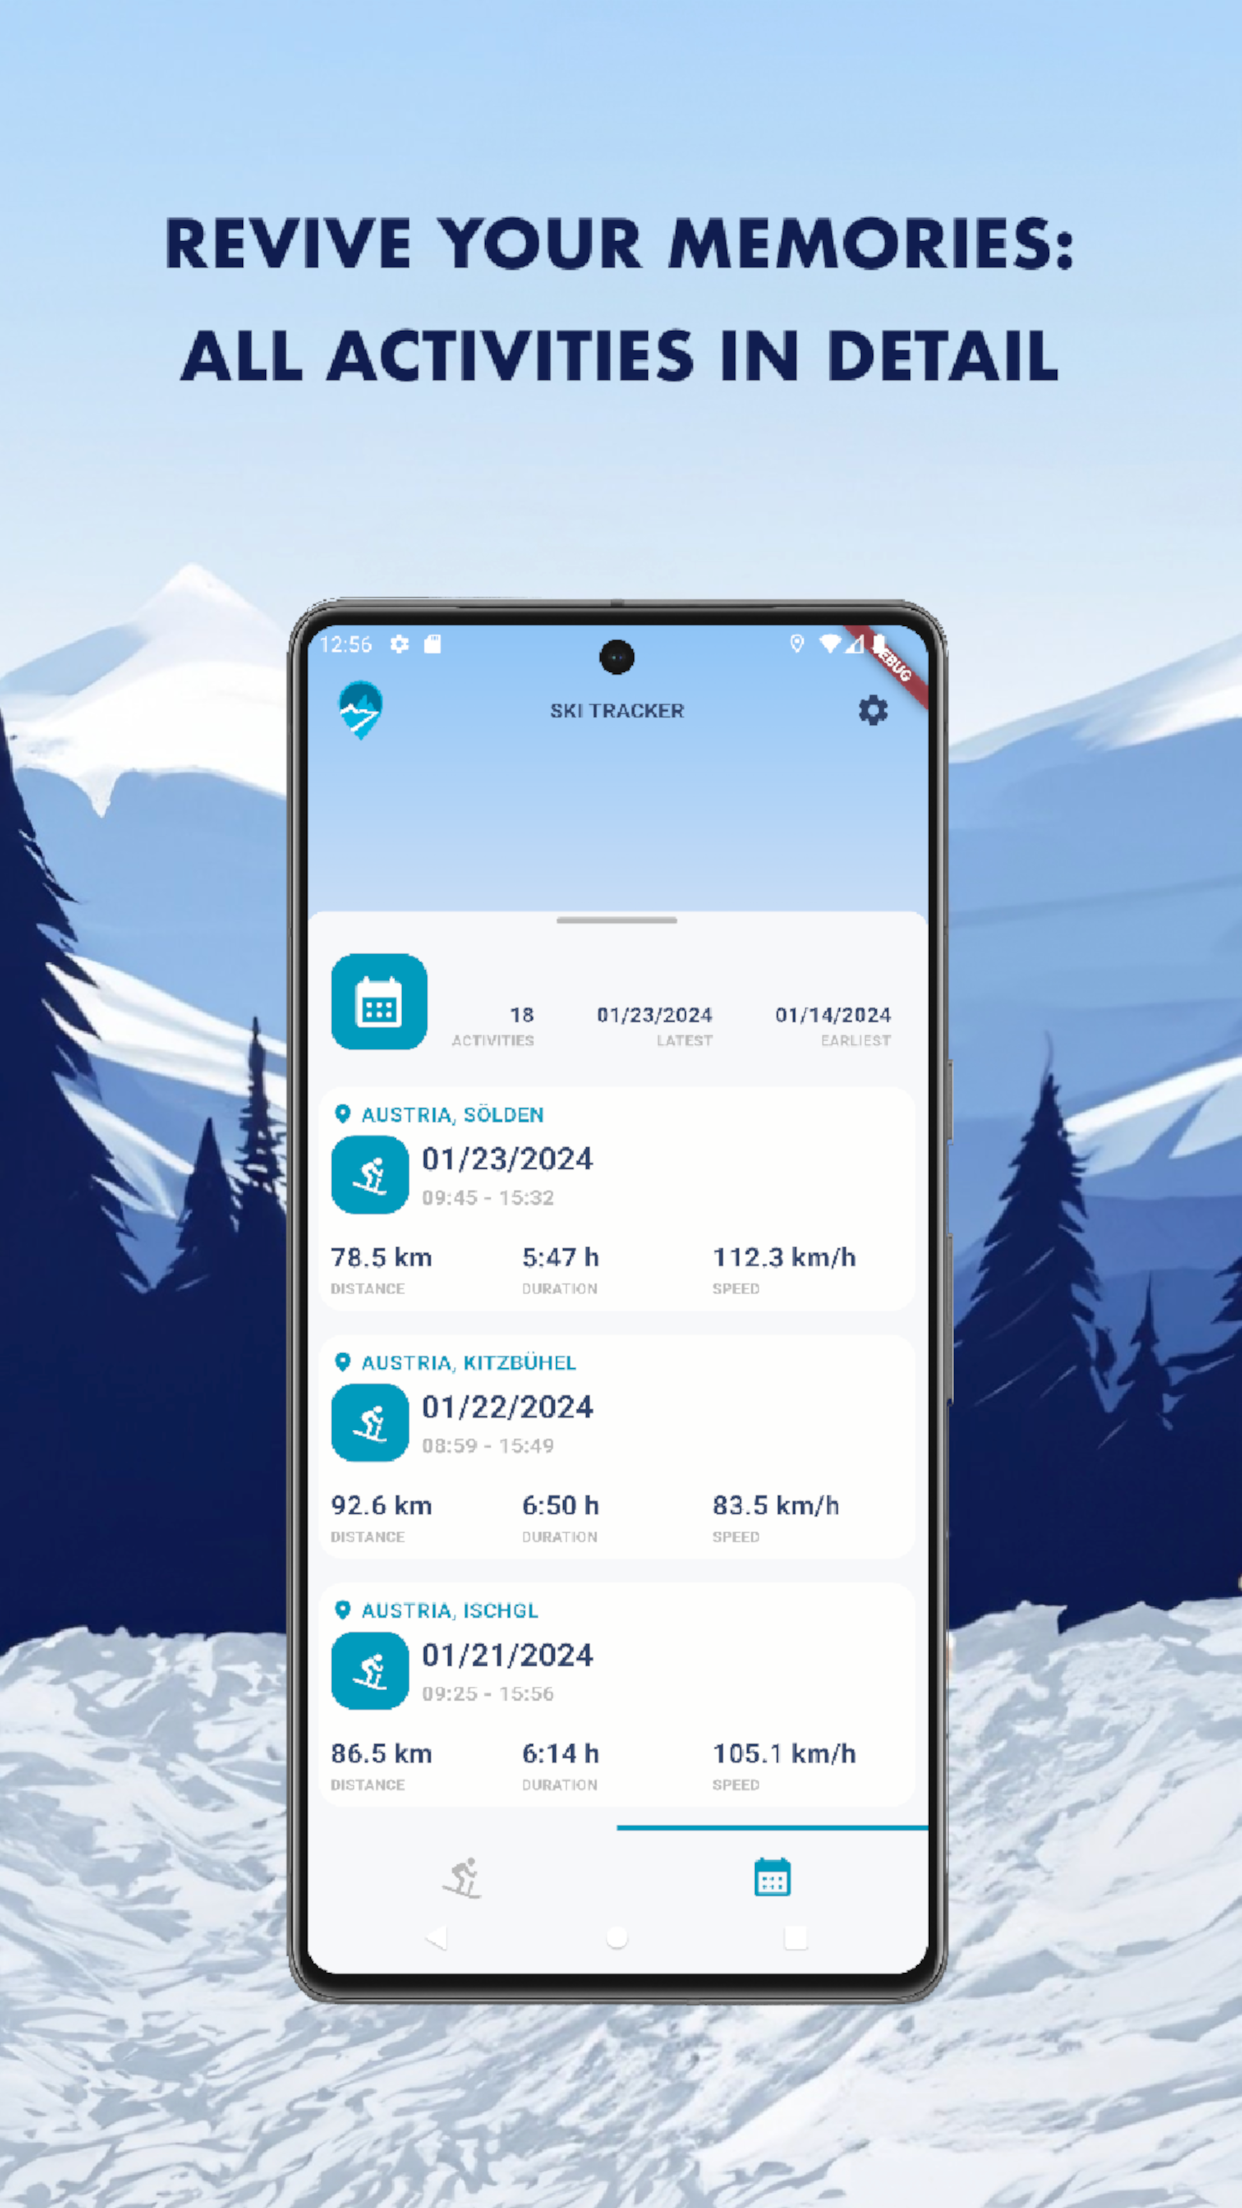 REVIVE YOUR MEMORIES:
ALL ACTIVITIES IN DETAIL
12:56
SKI TRACKER
18 01/23/2024 01/14/2024
ACTIVITIES LATEST EARLIEST
AUSTRIA, SÖLDEN
01/23/2024
09:45 - 15:32
78.5 km 5:47 h 112.3 km/h
DISTANCE DURATION SPEED
AUSTRIA, KITZBÜHEL
01/22/2024
08:59 - 15:49
92.6 km 6:50 h 83.5 km/h
DISTANCE DURATION SPEED
AUSTRIA, ISCHGL
01/21/2024
09:25 - 15:56
86.5 km 6:14 h 105.1 km/h
DISTANCE DURATION SPEED